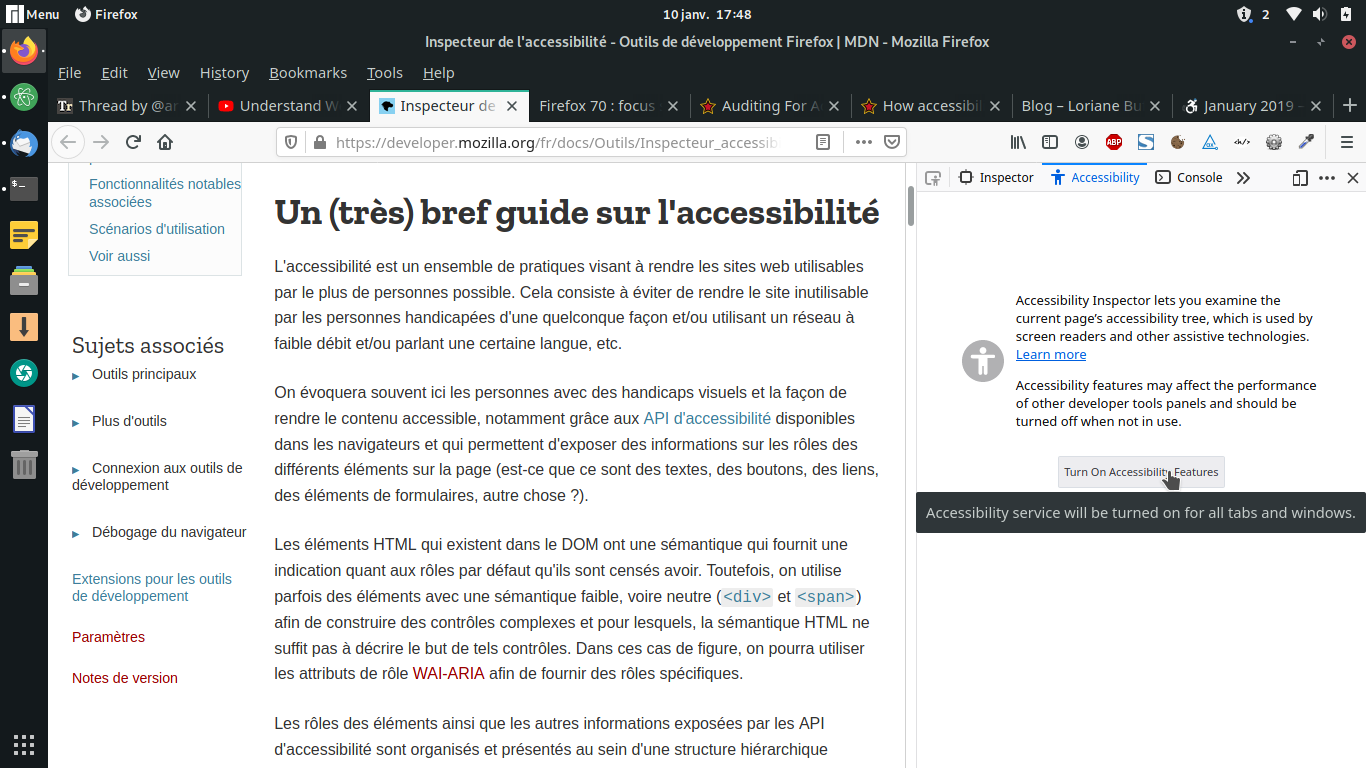 Menu Firefox 10 janv. 17:48 2
Inspecteur de l'accessibilité - Outils de développement Firefox | MDN - Mozilla Firefox
File Edit View History Bookmarks Tools Help
Tr Thread by @ar Understand W Inspecteur de Firefox 70 : focus Auditing For A How accessibil Blog – Loriane Bu January 2019 –
https://developer.mozilla.org/fr/docs/Outils/Inspecteur_accessib ABP
Inspector Accessibility Console
Fonctionnalités notables
associées
Scénarios d'utilisation
Voir aussi
Sujets associés
Outils principaux
Plus d'outils
Connexion aux outils de
développement
Débogage du navigateur
Extensions pour les outils
de développement
Paramètres
Notes de version
Un (très) bref guide sur l'accessibilité
L'accessibilité est un ensemble de pratiques visant à rendre les sites web utilisables
par le plus de personnes possible. Cela consiste à éviter de rendre le site inutilisable
par les personnes handicapées d'une quelconque façon et/ou utilisant un réseau à
faible débit et/ou parlant une certaine langue, etc.
On évoquera souvent ici les personnes avec des handicaps visuels et la façon de
rendre le contenu accessible, notamment grâce aux API d'accessibilité disponibles
dans les navigateurs et qui permettent d'exposer des informations sur les rôles des
différents éléments sur la page (est-ce que ce sont des textes, des boutons, des liens,
des éléments de formulaires, autre chose ?).
Les éléments HTML qui existent dans le DOM ont une sémantique qui fournit une
indication quant aux rôles par défaut qu'ils sont censés avoir. Toutefois, on utilise
parfois des éléments avec une sémantique faible, voire neutre (<div> et <span>)
afin de construire des contrôles complexes et pour lesquels, la sémantique HTML ne
suffit pas à décrire le but de tels contrôles. Dans ces cas de figure, on pourra utiliser
les attributs de rôle WAI-ARIA afin de fournir des rôles spécifiques.
Les rôles des éléments ainsi que les autres informations exposées par les API
d'accessibilité sont organisés et présentés au sein d'une structure hiérarchique
Accessibility Inspector lets you examine the
current page's accessibility tree, which is used by
screen readers and other assistive technologies.
Learn more
Accessibility features may affect the performance
of other developer tools panels and should be
turned off when not in use.
Turn On Accessibility Features
Accessibility service will be turned on for all tabs and windows.